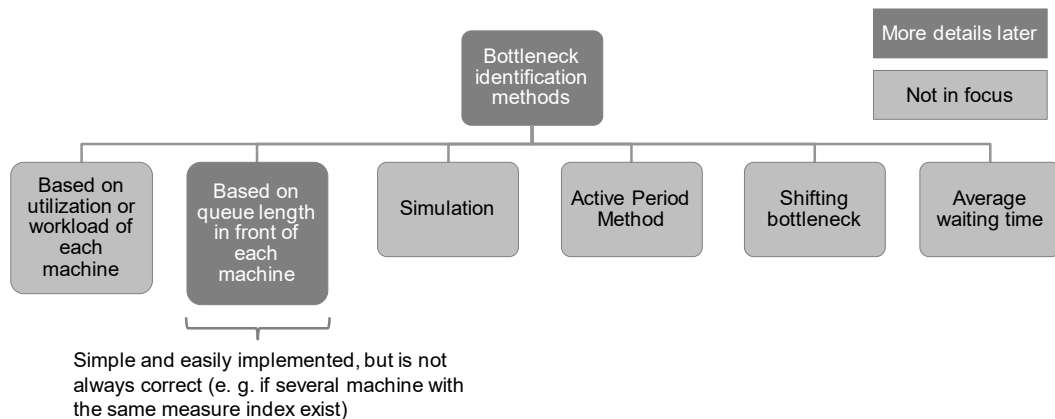 More details later
Bottleneck
identification
methods
Not in focus
Based on
utilization or
workload of
each
machine
Based on
queue length
in front of
each
machine
Simulation
Active Period
Method
Shifting
bottleneck
Average
waiting time
Simple and easily implemented, but is not
always correct (e. g. if several machine with
the same measure index exist)